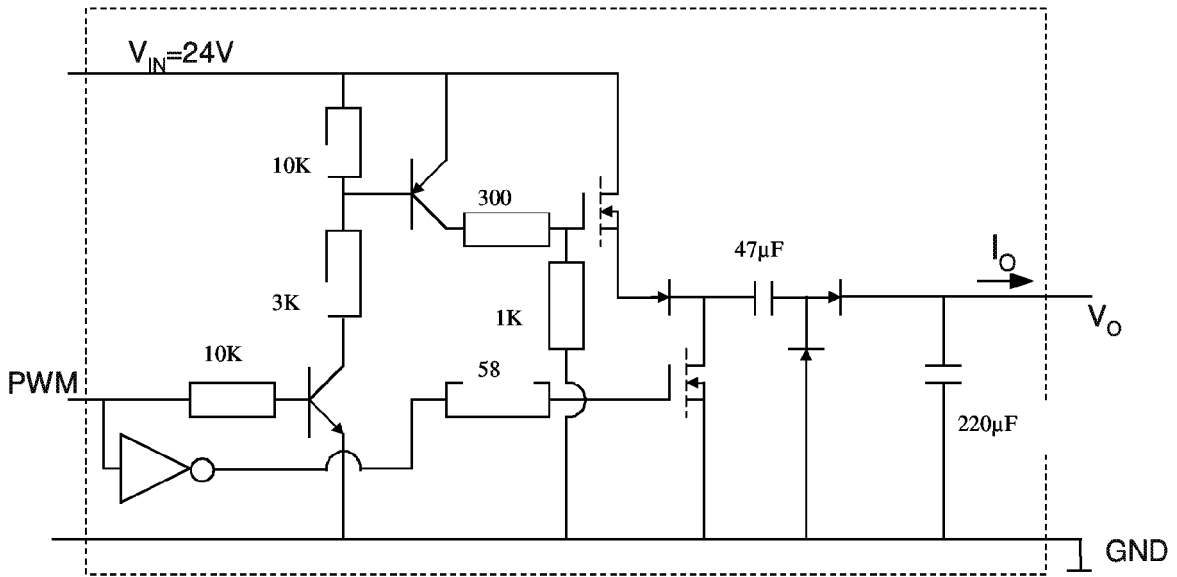 V_IN=24V
10K
300
47µF
I_O
3K
1K
V_O
10K
58
PWM
220µF
GND